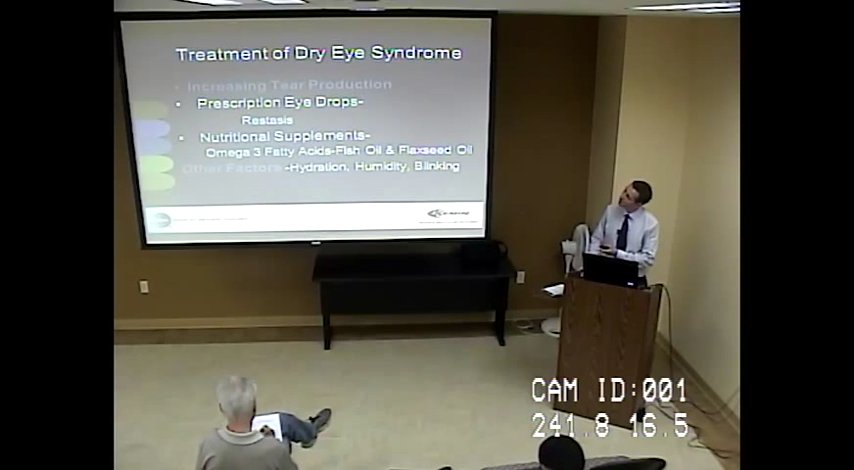 Treatment of Dry Eye Syndrome
• Increasing Tear Production
• Prescription Eye Drops-
Restasis
• Nutritional Supplements-
Omega 3 Fatty Acids-Fish Oil & Flaxseed Oil
Other Factors-Hydration, Humidity, Blinking
CAM ID:001
241.8 16.5